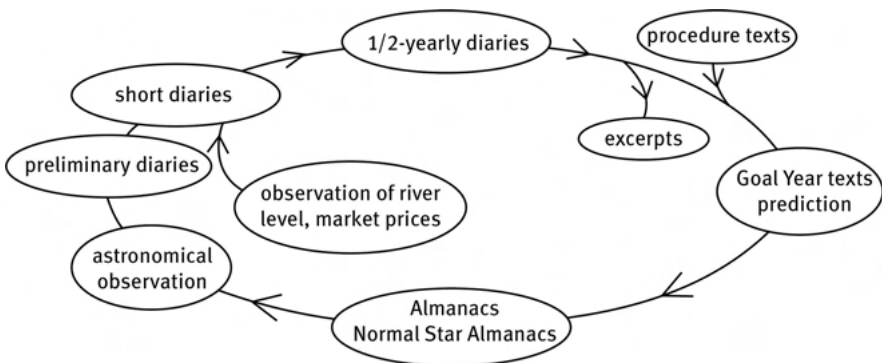 1/2-yearly diaries
procedure texts
short diaries
excerpts
preliminary diaries
observation of river
level, market prices
Goal Year texts
prediction
astronomical
observation
Almanacs
Normal Star Almanacs